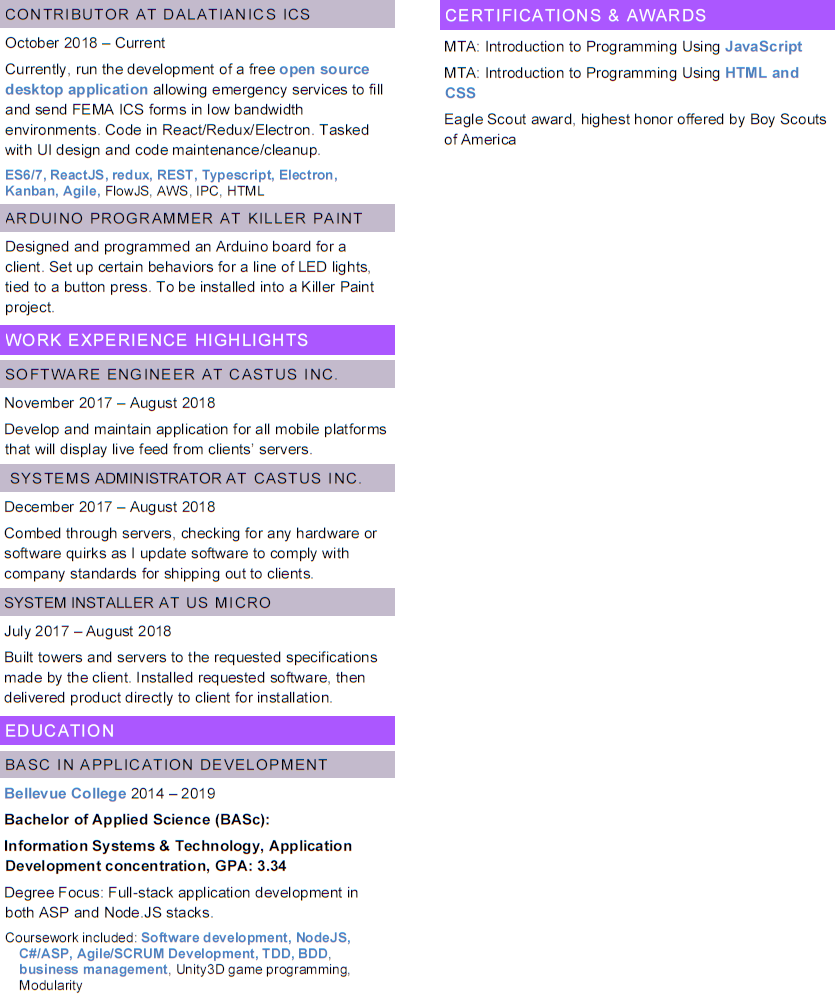 CONTRIBUTOR AT DALATIANICS ICS
October 2018 – Current
Currently, run the development of a free open source
desktop application allowing emergency services to fill
and send FEMA ICS forms in low bandwidth
environments. Code in React/Redux/Electron. Tasked
with UI design and code maintenance/cleanup.
ES6/7, ReactJS, redux, REST, Typescript, Electron,
Kanban, Agile, FlowJS, AWS, IPC, HTML
ARDUINO PROGRAMMER AT KILLER PAINT
Designed and programmed an Arduino board for a
client. Set up certain behaviors for a line of LED lights,
tied to a button press. To be installed into a Killer Paint
project.
WORK EXPERIENCE HIGHLIGHTS
SOFTWARE ENGINEER AT CASTUS INC.
November 2017 – August 2018
Develop and maintain application for all mobile platforms
that will display live feed from clients' servers.
SYSTEMS ADMINISTRATOR AT CASTUS INC.
December 2017 – August 2018
Combed through servers, checking for any hardware or
software quirks as I update software to comply with
company standards for shipping out to clients.
SYSTEM INSTALLER AT US MICRO
July 2017 – August 2018
Built towers and servers to the requested specifications
made by the client. Installed requested software, then
delivered product directly to client for installation.
EDUCATION
BASC IN APPLICATION DEVELOPMENT
Bellevue College 2014 – 2019
Bachelor of Applied Science (BASc):
Information Systems & Technology, Application
Development concentration, GPA: 3.34
Degree Focus: Full-stack application development in
both ASP and Node.JS stacks.
Coursework included: Software development, NodeJS,
C#/ASP, Agile/SCRUM Development, TDD, BDD,
business management, Unity3D game programming,
Modularity
CERTIFICATIONS & AWARDS
MTA: Introduction to Programming Using JavaScript
MTA: Introduction to Programming Using HTML and
CSS
Eagle Scout award, highest honor offered by Boy Scouts
of America